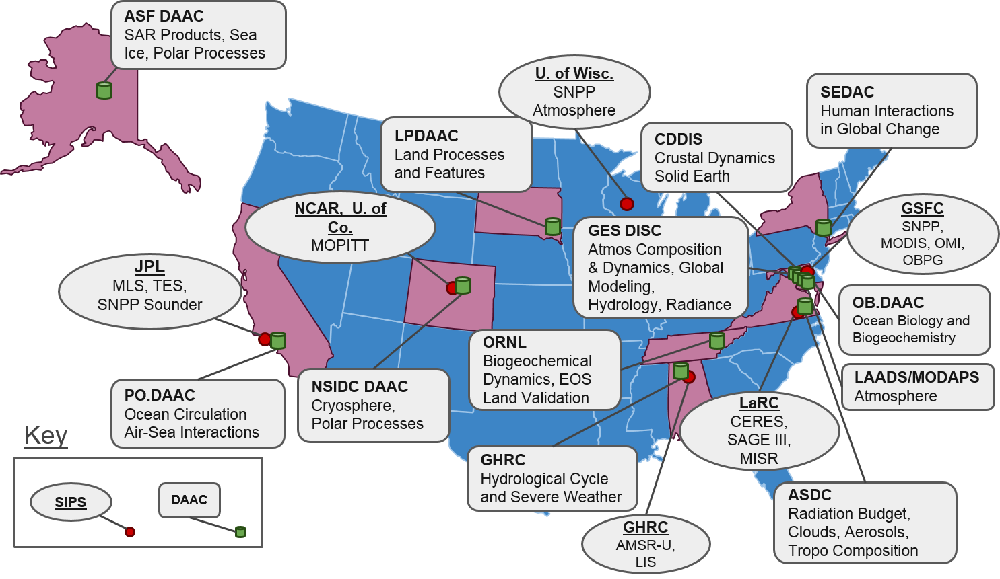 ASF DAAC
SAR Products, Sea
Ice, Polar Processes
U. of Wisc.
SNPP
Atmosphere
SEDAC
Human Interactions
in Global Change
LPDAAC
Land Processes
and Features
CDDIS
Crustal Dynamics
Solid Earth
NCAR, U. of
Co.
MOPITT
GSFC
SNPP,
MODIS, OMI,
OBPG
GES DISC
Atmos Composition
& Dynamics, Global
Modeling,
Hydrology, Radiance
JPL
MLS, TES,
SNPP Sounder
OB.DAAC
Ocean Biology and
Biogeochemistry
ORNL
Biogeochemical
Dynamics, EOS
Land Validation
LAADS/MODAPS
Atmosphere
PO.DAAC
Ocean Circulation
Air-Sea Interactions
NSIDC DAAC
Cryosphere,
Polar Processes
LaRC
CERES,
SAGE III,
MISR
GHRC
Hydrological Cycle
and Severe Weather
ASDC
Radiation Budget,
Clouds, Aerosols,
Tropo Composition
GHRC
AMSR-U,
LIS
Key
SIPS
DAAC